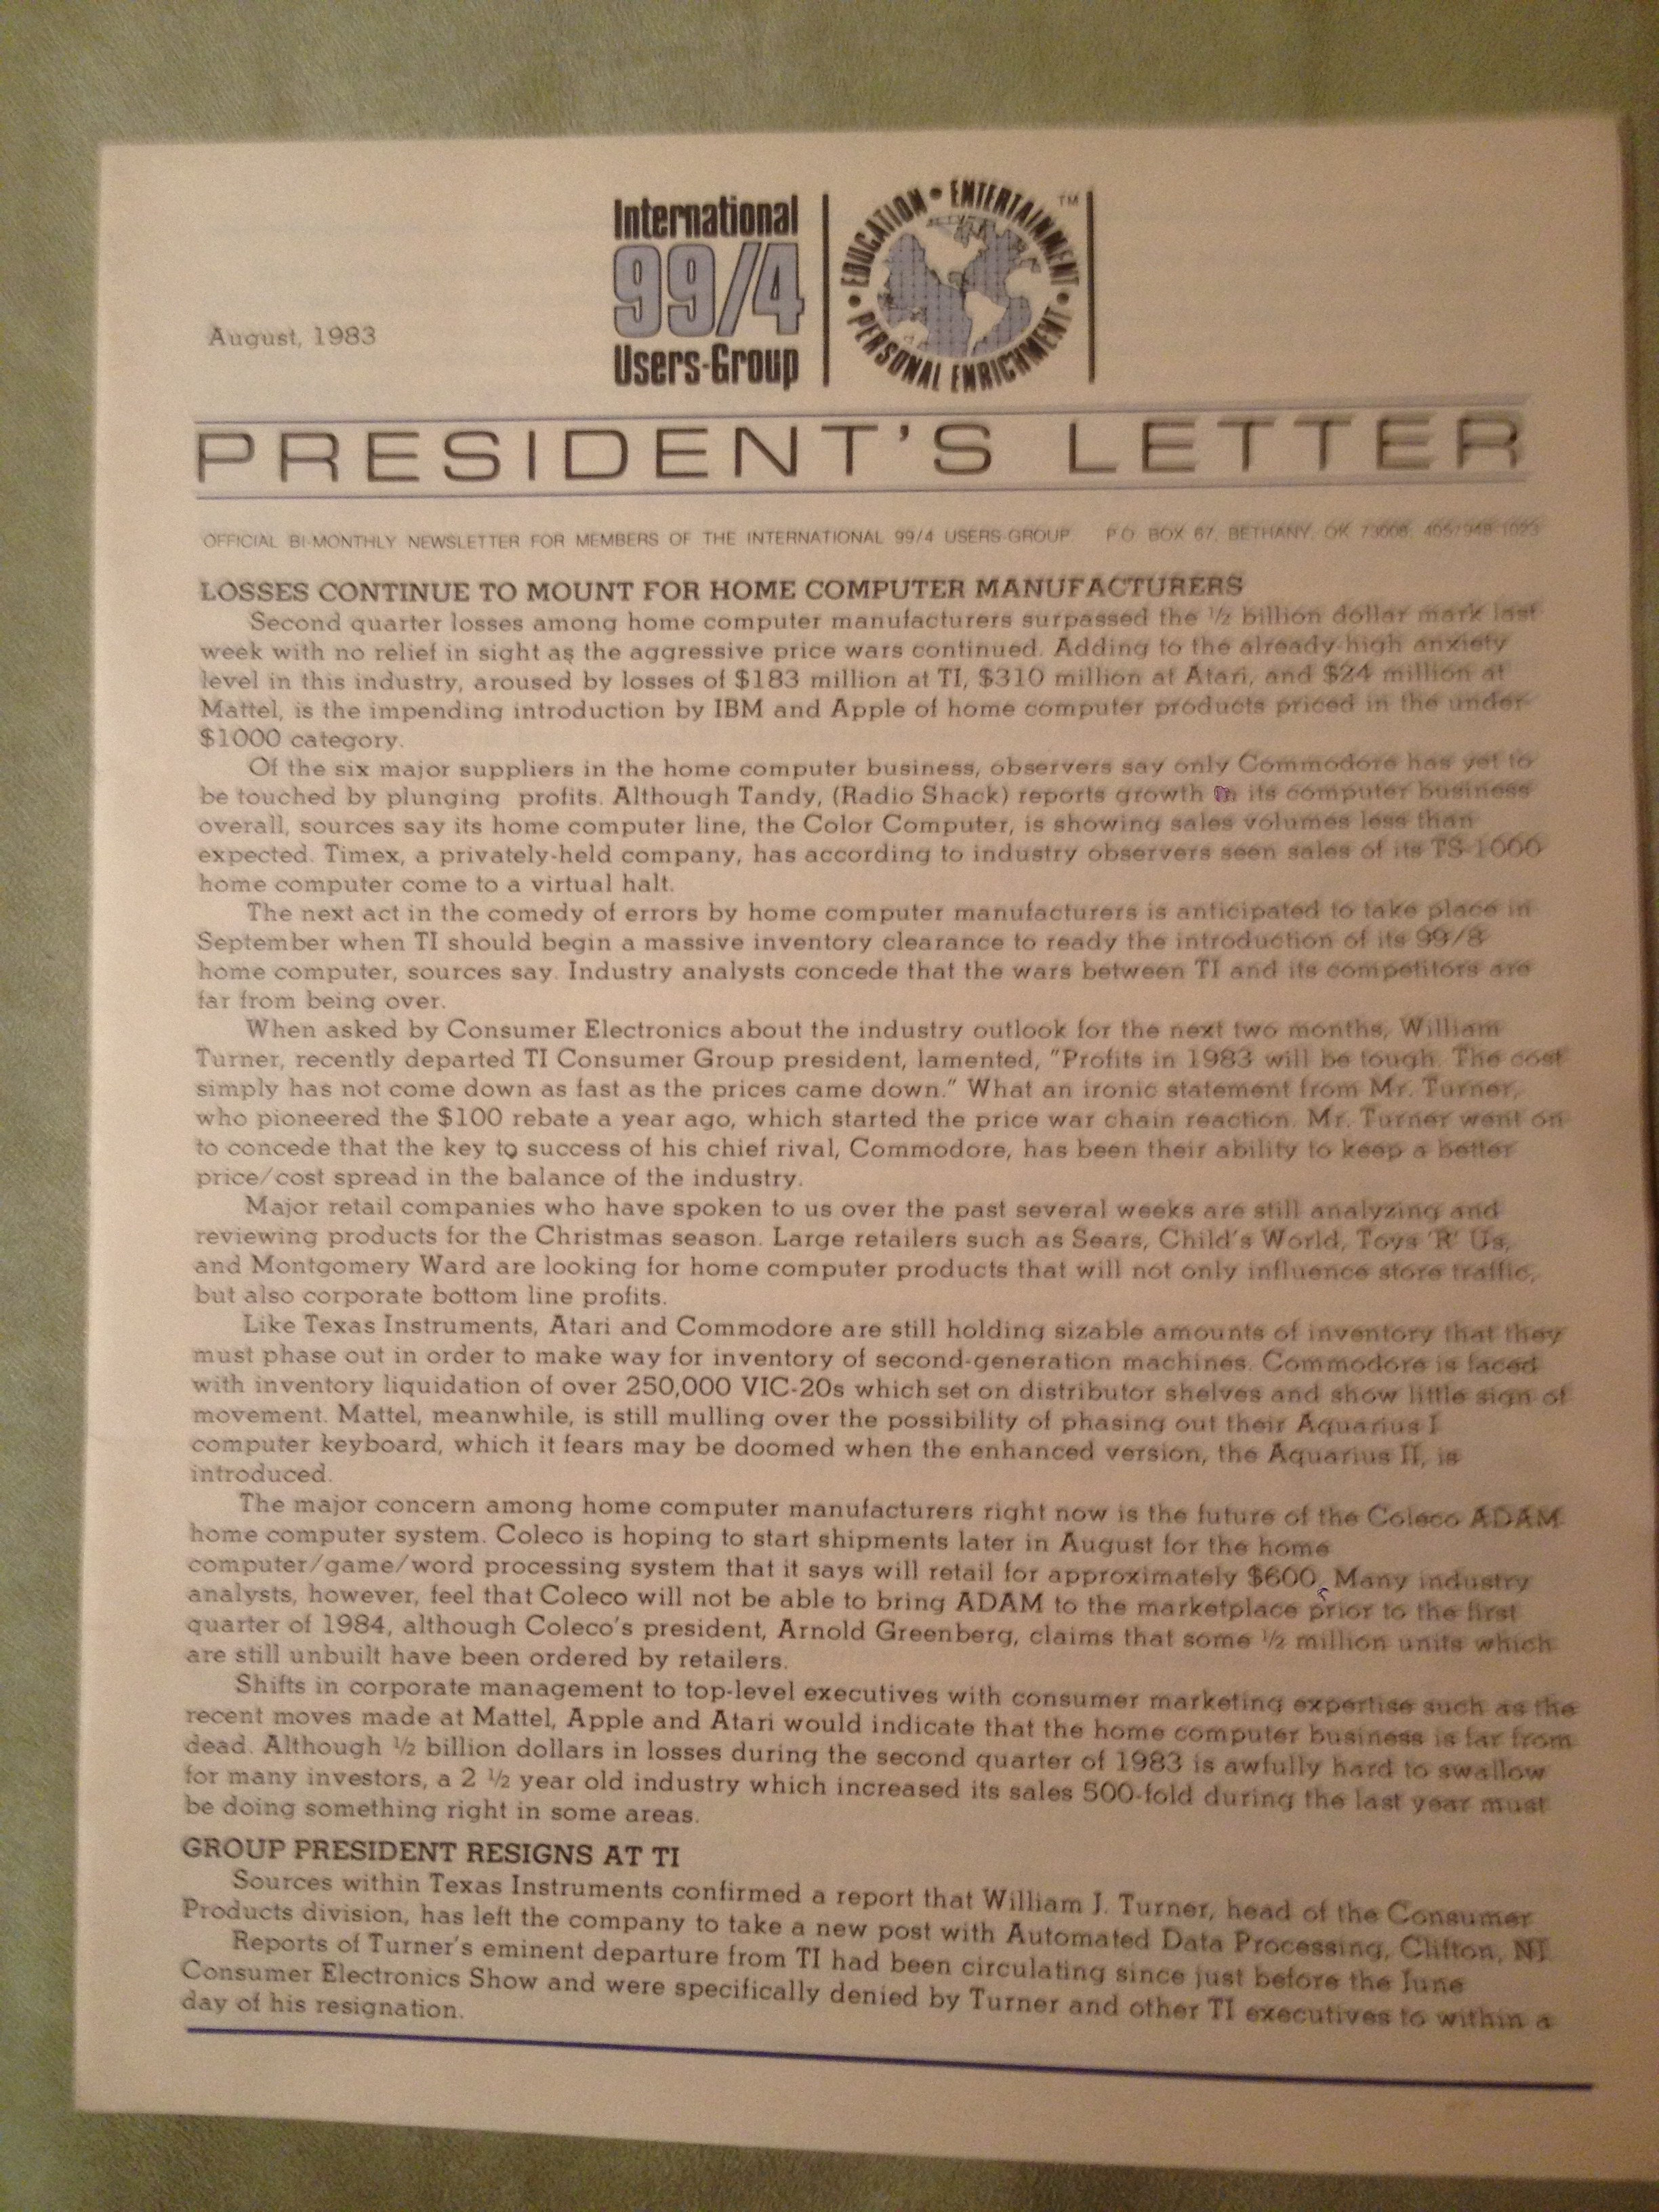 International
99/4
Users-Group
EDUCATION • ENTERTAINMENT • PERSONAL ENRICHMENT •
TM
August, 1983
PRESIDENT'S LETTER
OFFICIAL BI-MONTHLY NEWSLETTER FOR MEMBERS OF THE INTERNATIONAL 99/4 USERS-GROUP P.O. BOX 67, BETHANY, OK 73008, 405/948-1023
LOSSES CONTINUE TO MOUNT FOR HOME COMPUTER MANUFACTURERS
Second quarter losses among home computer manufacturers surpassed the ½ billion dollar mark last
week with no relief in sight as the aggressive price wars continued. Adding to the already-high anxiety
level in this industry, aroused by losses of $183 million at TI, $310 million at Atari, and $24 million at
Mattel, is the impending introduction by IBM and Apple of home computer products priced in the under-
$1000 category.
Of the six major suppliers in the home computer business, observers say only Commodore has yet to
be touched by plunging profits. Although Tandy, (Radio Shack) reports growth in its computer business
overall, sources say its home computer line, the Color Computer, is showing sales volumes less than
expected. Timex, a privately-held company, has according to industry observers seen sales of its TS-1000
home computer come to a virtual halt.
The next act in the comedy of errors by home computer manufacturers is anticipated to take place in
September when TI should begin a massive inventory clearance to ready the introduction of its 99/8
home computer, sources say. Industry analysts concede that the wars between TI and its competitors are
far from being over.
When asked by Consumer Electronics about the industry outlook for the next two months, William
Turner, recently departed TI Consumer Group president, lamented, "Profits in 1983 will be tough. The cost
simply has not come down as fast as the prices came down." What an ironic statement from Mr. Turner,
who pioneered the $100 rebate a year ago, which started the price war chain reaction. Mr. Turner went on
to concede that the key to success of his chief rival, Commodore, has been their ability to keep a better
price/cost spread in the balance of the industry.
Major retail companies who have spoken to us over the past several weeks are still analyzing and
reviewing products for the Christmas season. Large retailers such as Sears, Child's World, Toys 'R' Us,
and Montgomery Ward are looking for home computer products that will not only influence store traffic,
but also corporate bottom line profits.
Like Texas Instruments, Atari and Commodore are still holding sizable amounts of inventory that they
must phase out in order to make way for inventory of second-generation machines. Commodore is faced
with inventory liquidation of over 250,000 VIC-20s which set on distributor shelves and show little sign of
movement. Mattel, meanwhile, is still mulling over the possibility of phasing out their Aquarius I
computer keyboard, which it fears may be doomed when the enhanced version, the Aquarius II, is
introduced.
The major concern among home computer manufacturers right now is the future of the Coleco ADAM
home computer system. Coleco is hoping to start shipments later in August for the home
computer/game/word processing system that it says will retail for approximately $600. Many industry
analysts, however, feel that Coleco will not be able to bring ADAM to the marketplace prior to the first
quarter of 1984, although Coleco's president, Arnold Greenberg, claims that some ½ million units which
are still unbuilt have been ordered by retailers.
Shifts in corporate management to top-level executives with consumer marketing expertise such as the
recent moves made at Mattel, Apple and Atari would indicate that the home computer business is far from
dead. Although ½ billion dollars in losses during the second quarter of 1983 is awfully hard to swallow
for many investors, a 2 ½ year old industry which increased its sales 500-fold during the last year must
be doing something right in some areas.
GROUP PRESIDENT RESIGNS AT TI
Sources within Texas Instruments confirmed a report that William J. Turner, head of the Consumer
Products division, has left the company to take a new post with Automated Data Processing, Clifton, NJ.
Reports of Turner's eminent departure from TI had been circulating since just before the June
Consumer Electronics Show and were specifically denied by Turner and other TI executives to within a
day of his resignation.